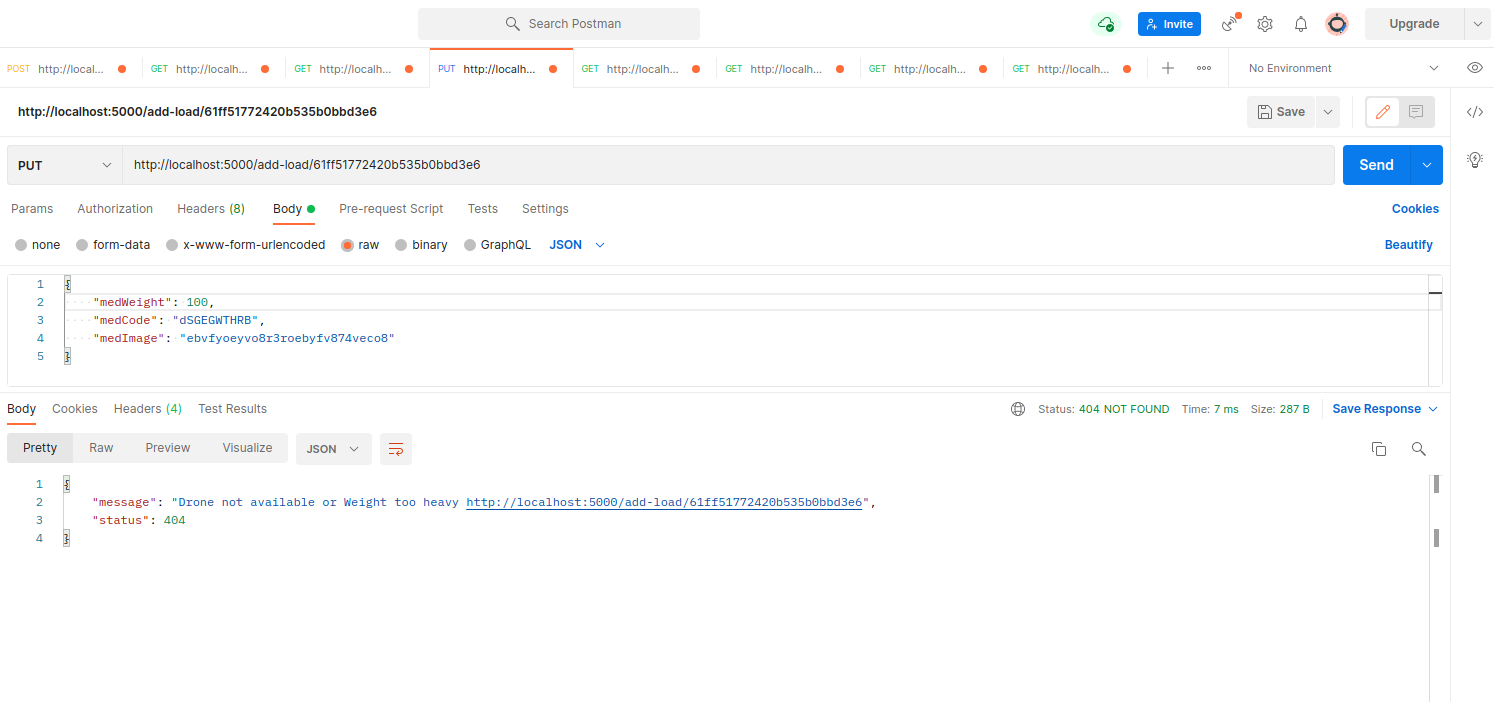 Search Postman
Invite
Upgrade
POST http://local...
GET http://localh...
GET http://localh...
PUT http://localh...
GET http://localh...
GET http://localh...
GET http://localh...
GET http://localh...
No Environment
http://localhost:5000/add-load/61ff51772420b535b0bbd3e6
Save
PUT http://localhost:5000/add-load/61ff51772420b535b0bbd3e6
Send
Params Authorization Headers (8) Body Pre-request Script Tests Settings Cookies
none form-data x-www-form-urlencoded raw binary GraphQL JSON Beautify
1 {
2 "medWeight": 100,
3 "medCode": "dSGEGWTHRB",
4 "medImage": "ebvfyoeyvo8r3roebyfv874veco8"
5 }
Body Cookies Headers (4) Test Results Status: 404 NOT FOUND Time: 7 ms Size: 287 B Save Response
Pretty Raw Preview Visualize JSON
1 {
2 "message": "Drone not available or Weight too heavy http://localhost:5000/add-load/61ff51772420b535b0bbd3e6",
3 "status": 404
4 }